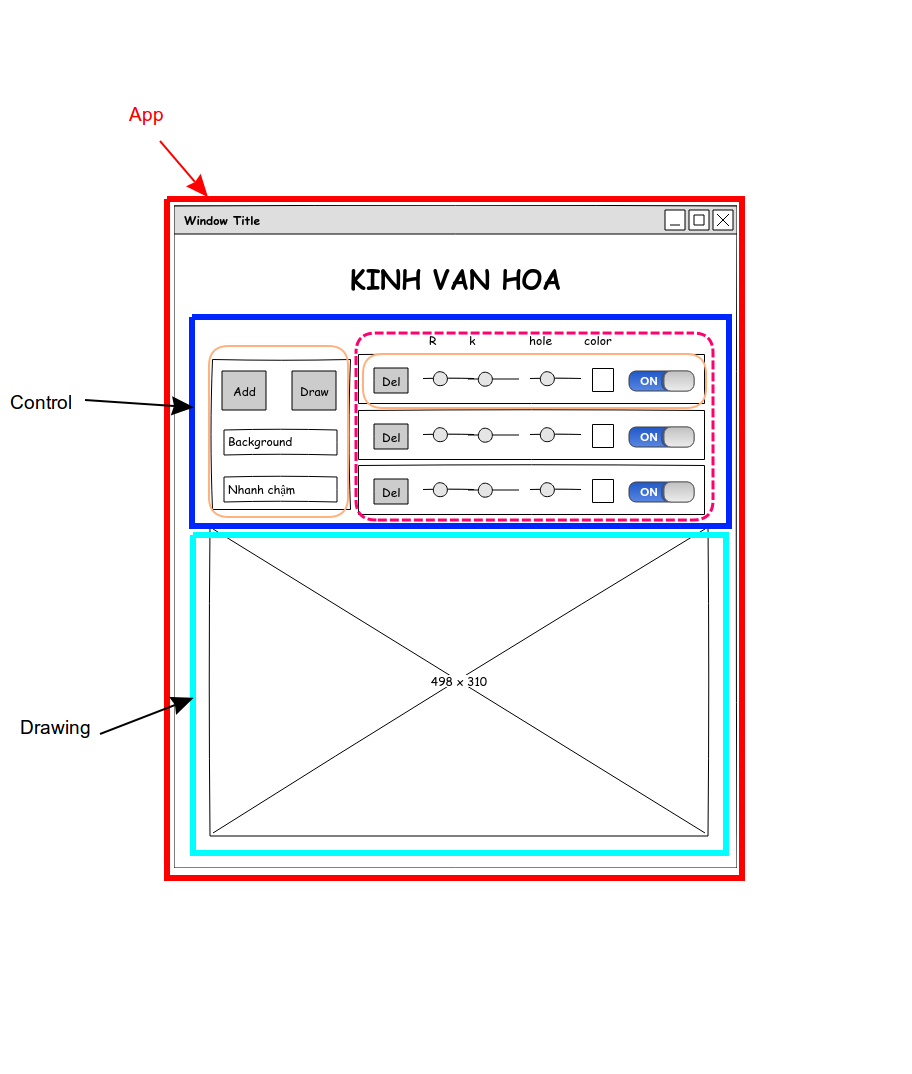 App
Window Title
KINH VAN HOA
R k hole color
Add Draw
Background
Nhanh chậm
Del ON
Del ON
Del ON
Control
498 x 310
Drawing